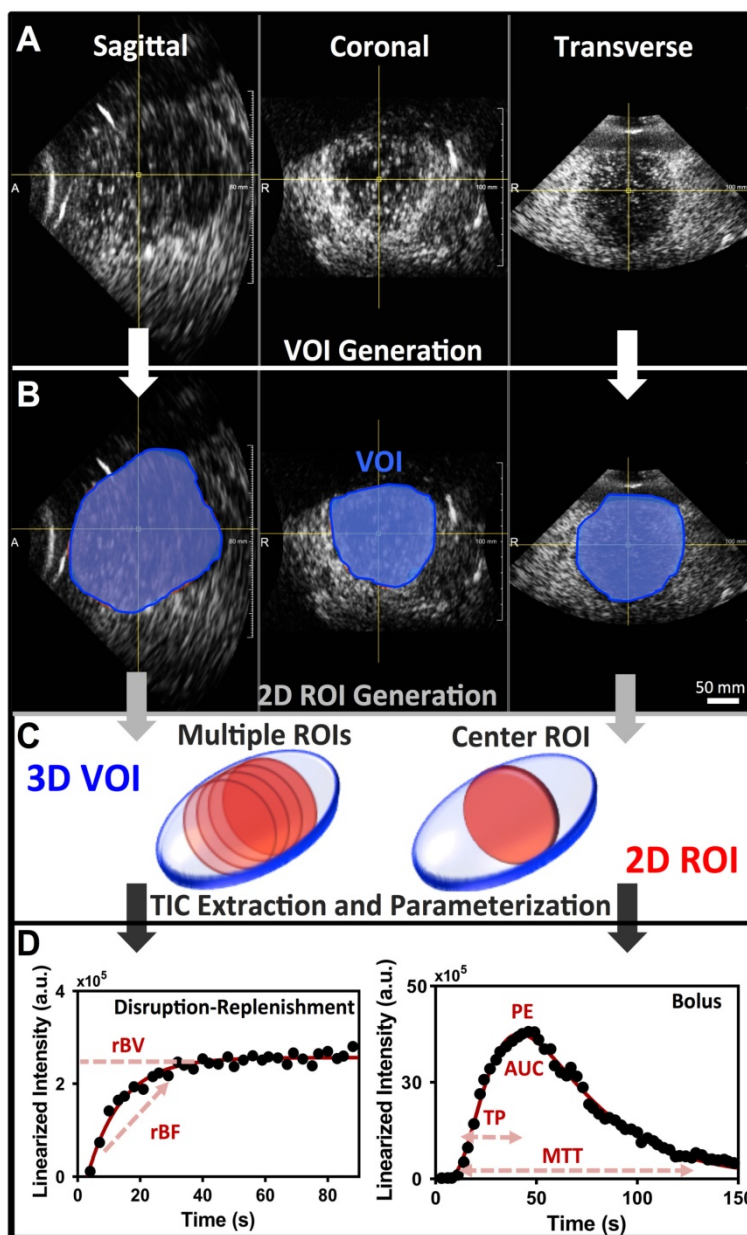 A
Sagittal
Coronal
Transverse
A
80 mm
R
100 mm
R
100 mm
VOI Generation
B
VOI
A
80 mm
R
100 mm
R
100 mm
2D ROI Generation
50 mm
C
Multiple ROIs
Center ROI
3D VOI
2D ROI
TIC Extraction and Parameterization
D
x10⁵
Disruption-Replenishment
Linearized Intensity (a.u.)
4
2
0
rBV
rBF
0 20 40 60 80
Time (s)
x10⁵
Bolus
Linearized Intensity (a.u.)
50
30
0
PE
AUC
TP
MTT
0 50 100 150
Time (s)